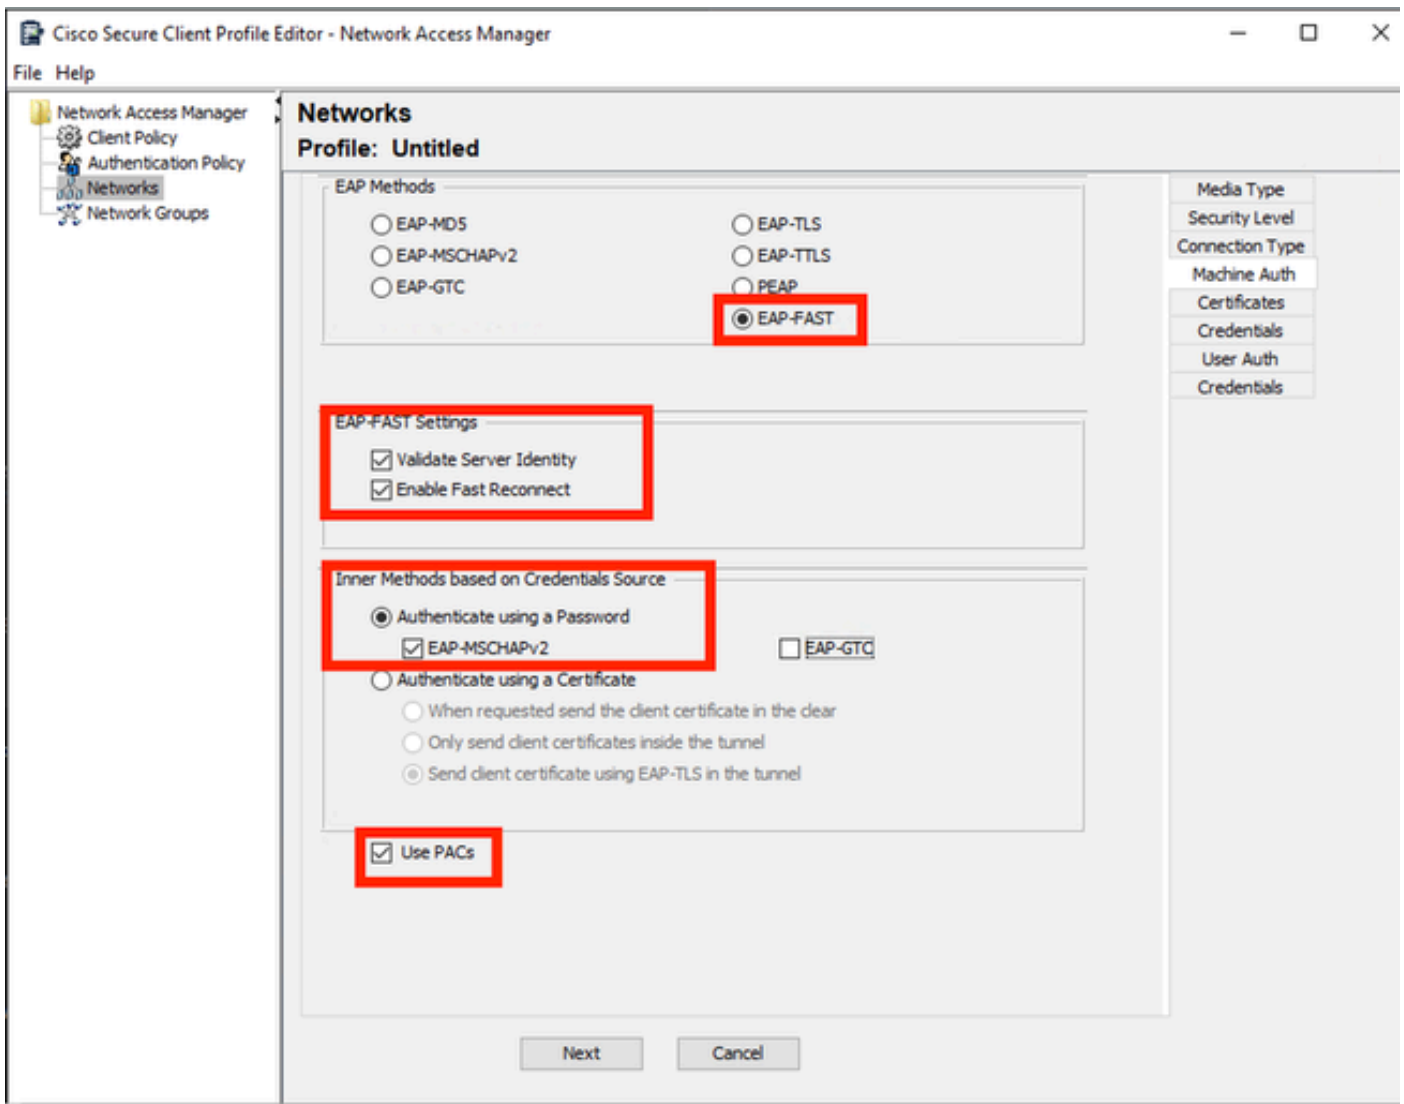 Cisco Secure Client Profile Editor - Network Access Manager
File Help
Network Access Manager
Client Policy
Authentication Policy
Networks
Network Groups
Networks
Profile: Untitled
EAP Methods
EAP-MD5
EAP-TLS
EAP-MSCHAPv2
EAP-TTLS
EAP-GTC
PEAP
EAP-FAST
EAP-FAST Settings
Validate Server Identity
Enable Fast Reconnect
Inner Methods based on Credentials Source
Authenticate using a Password
EAP-MSCHAPv2
EAP-GTC
Authenticate using a Certificate
When requested send the client certificate in the clear
Only send client certificates inside the tunnel
Send client certificate using EAP-TLS in the tunnel
Use PACs
Next
Cancel
Media Type
Security Level
Connection Type
Machine Auth
Certificates
Credentials
User Auth
Credentials